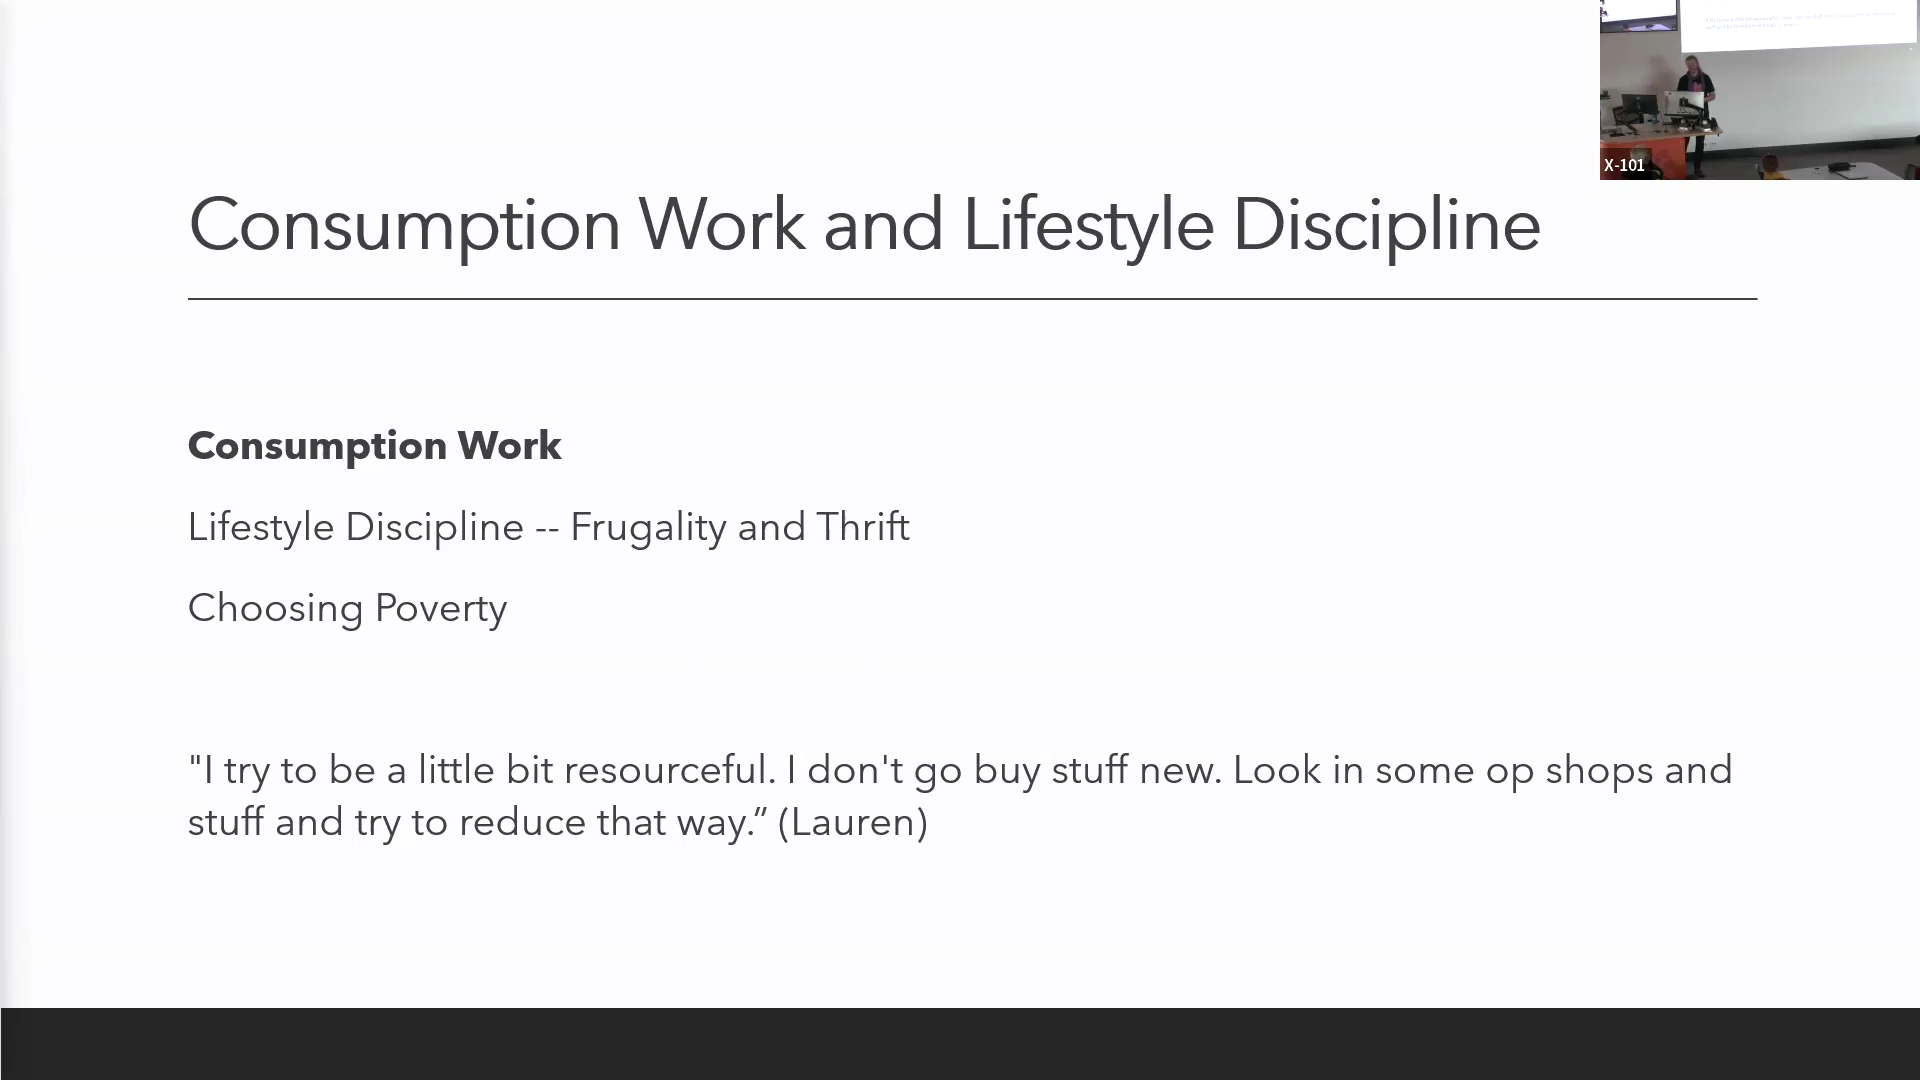 X-101
Consumption Work and Lifestyle Discipline
Consumption Work
Lifestyle Discipline -- Frugality and Thrift
Choosing Poverty
"I try to be a little bit resourceful. I don't go buy stuff new. Look in some op shops and
stuff and try to reduce that way.” (Lauren)